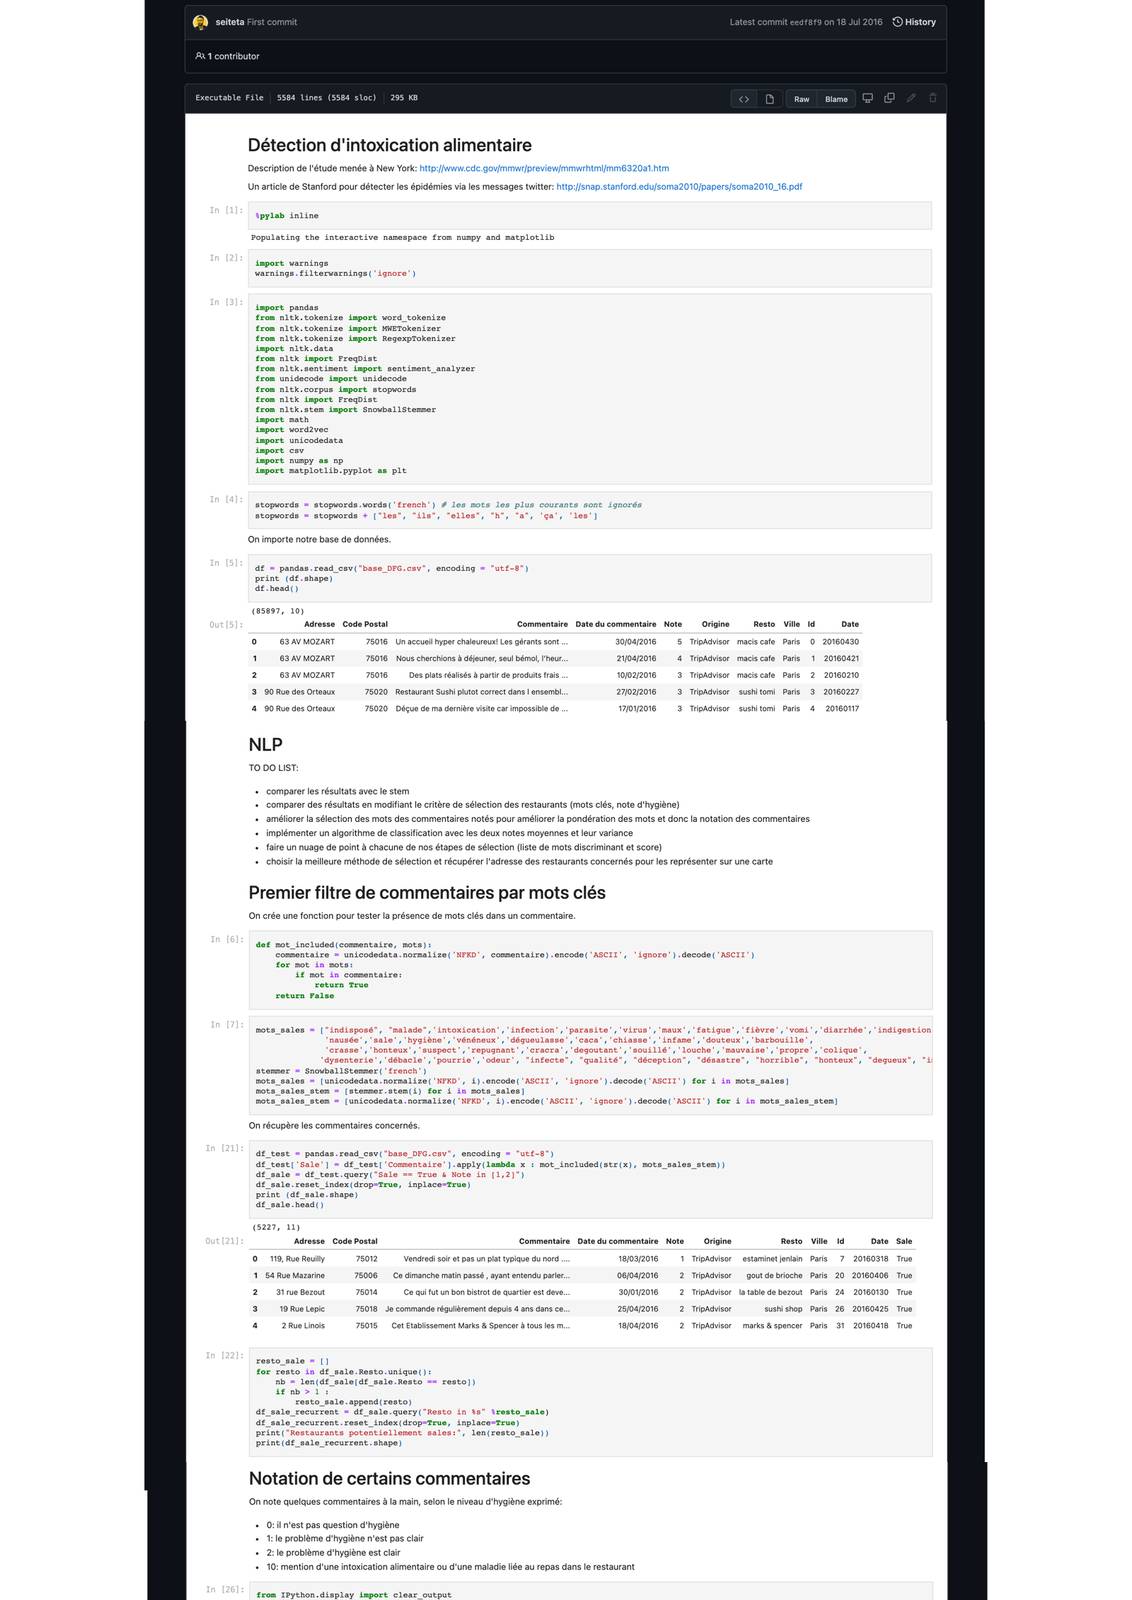 seiteta First commit
Latest commit eedf8f9 on 18 Jul 2016 History
1 contributor
Executable File 5584 lines (5584 sloc) 295 KB
Raw Blame
Détection d'intoxication alimentaire
Description de l'étude menée à New York: http://www.cdc.gov/mmwr/preview/mmwrhtml/mm6320a1.htm
Un article de Stanford pour détecter les épidémies via les messages twitter: http://snap.stanford.edu/soma2010/papers/soma2010_16.pdf
In [1]:
%pylab inline
Populating the interactive namespace from numpy and matplotlib
In [2]:
import warnings
warnings.filterwarnings('ignore')
In [3]:
import pandas
from nltk.tokenize import word_tokenize
from nltk.tokenize import MWETokenizer
from nltk.tokenize import RegexpTokenizer
import nltk.data
from nltk import FreqDist
from nltk.sentiment import sentiment_analyzer
from unidecode import unidecode
from nltk.corpus import stopwords
from nltk import FreqDist
from nltk.stem import SnowballStemmer
import math
import word2vec
import unicodedata
import csv
import numpy as np
import matplotlib.pyplot as plt
In [4]:
stopwords = stopwords.words('french') # les mots les plus courants sont ignorés
stopwords = stopwords + ["les", "ils", "elles", "h", "a", 'ça', 'les']
On importe notre base de données.
In [5]:
df = pandas.read_csv("base_DFG.csv", encoding = "utf-8")
print (df.shape)
df.head()
(85897, 10)
Out[5]:
Adresse Code Postal Commentaire Date du commentaire Note Origine Resto Ville Id Date
0 63 AV MOZART 75016 Un accueil hyper chaleureux! Les gérants sont ... 30/04/2016 5 TripAdvisor macis cafe Paris 0 20160430
1 63 AV MOZART 75016 Nous cherchions à déjeuner, seul bémol, l'heur... 21/04/2016 4 TripAdvisor macis cafe Paris 1 20160421
2 63 AV MOZART 75016 Des plats réalisés à partir de produits frais ... 10/02/2016 3 TripAdvisor macis cafe Paris 2 20160210
3 90 Rue des Orteaux 75020 Restaurant Sushi plutot correct dans l ensembl... 27/02/2016 3 TripAdvisor sushi tomi Paris 3 20160227
4 90 Rue des Orteaux 75020 Déçue de ma dernière visite car impossible de ... 17/01/2016 3 TripAdvisor sushi tomi Paris 4 20160117
NLP
TO DO LIST:
• comparer les résultats avec le stem
• comparer des résultats en modifiant le critère de sélection des restaurants (mots clés, note d'hygiène)
• améliorer la sélection des mots des commentaires notés pour améliorer la pondération des mots et donc la notation des commentaires
• implémenter un algorithme de classification avec les deux notes moyennes et leur variance
• faire un nuage de point à chacune de nos étapes de sélection (liste de mots discriminant et score)
• choisir la meilleure méthode de sélection et récupérer l'adresse des restaurants concernés pour les représenter sur une carte
Premier filtre de commentaires par mots clés
On crée une fonction pour tester la présence de mots clés dans un commentaire.
In [6]:
def mot_included(commentaire, mots):
commentaire = unicodedata.normalize('NFKD', commentaire).encode('ASCII', 'ignore').decode('ASCII')
for mot in mots:
if mot in commentaire:
return True
return False
In [7]:
mots_sales = ["indisposé", "malade",'intoxication','infection','parasite','virus','maux','fatigue','fièvre','vomi','diarrhée','indigestion
'nausée','sale','hygiène','vénéneux','dégueulasse','caca','chiasse','infame','douteux','barbouille',
'crasse','honteux','suspect','repugnant','cracra','degoutant','souillé','louche','mauvaise','propre','colique',
'dysenterie','débacle','pourrie','odeur', "infecte", "qualité", "déception", "désastre", "horrible", "honteux", "degueux",
stemmer = SnowballStemmer('french')
mots_sales = [unicodedata.normalize('NFKD', i).encode('ASCII', 'ignore').decode('ASCII') for i in mots_sales]
mots_sales_stem = [stemmer.stem(i) for i in mots_sales]
mots_sales_stem = [unicodedata.normalize('NFKD', i).encode('ASCII', 'ignore').decode('ASCII') for i in mots_sales_stem]
On récupère les commentaires concernés.
In [21]:
df_test = pandas.read_csv("base_DFG.csv", encoding = "utf-8")
df_test['Sale'] = df_test['Commentaire'].apply(lambda x : mot_included(str(x), mots_sales_stem))
df_sale = df_test.query("Sale == True & Note in [1,2]")
df_sale.reset_index(drop=True, inplace=True)
print (df_sale.shape)
df_sale.head()
(5227, 11)
Out[21]:
Adresse Code Postal Commentaire Date du commentaire Note Origine Resto Ville Id Date Sale
0 119, Rue Reuilly 75012 Vendredi soir et pas un plat typique du nord .... 18/03/2016 1 TripAdvisor estaminet jenlain Paris 7 20160318 True
1 54 Rue Mazarine 75006 Ce dimanche matin passé , ayant entendu parler... 06/04/2016 2 TripAdvisor gout de brioche Paris 20 20160406 True
2 31 rue Bezout 75014 Ce qui fut un bon bistrot de quartier est deve... 30/01/2016 2 TripAdvisor la table de bezout Paris 24 20160130 True
3 19 Rue Lepic 75018 Je commande régulièrement depuis 4 ans dans ce... 25/04/2016 2 TripAdvisor sushi shop Paris 26 20160425 True
4 2 Rue Linois 75015 Cet Etablissement Marks & Spencer à tous les m... 18/04/2016 2 TripAdvisor marks & spencer Paris 31 20160418 True
In [22]:
resto_sale = []
for resto in df_sale.Resto.unique():
nb = len(df_sale[df_sale.Resto == resto])
if nb > 1 :
resto_sale.append(resto)
df_sale_recurrent = df_sale.query("Resto in %s" %resto_sale)
df_sale_recurrent.reset_index(drop=True, inplace=True)
print("Restaurants potentiellement sales:", len(resto_sale))
print(df_sale_recurrent.shape)
Notation de certains commentaires
On note quelques commentaires à la main, selon le niveau d'hygiène exprimé:
• 0: il n'est pas question d'hygiène
• 1: le problème d'hygiène n'est pas clair
• 2: le problème d'hygiène est clair
• 10: mention d'une intoxication alimentaire ou d'une maladie liée au repas dans le restaurant
In [26]:
from IPython.display import clear_output